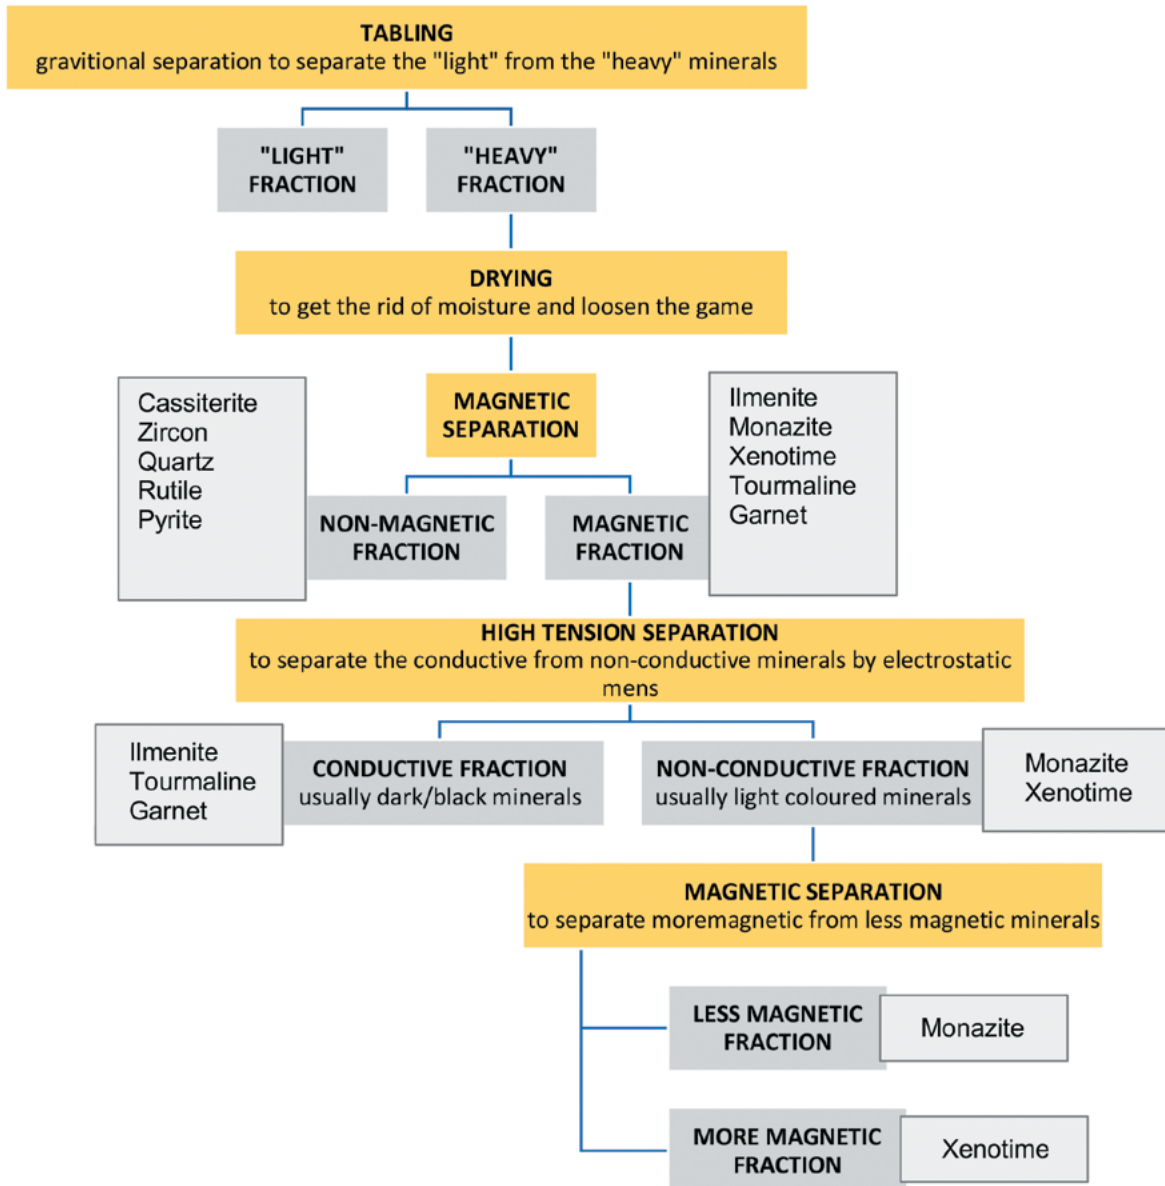 TABLING
gravitional separation to separate the "light" from the "heavy" minerals
"LIGHT"
FRACTION
"HEAVY"
FRACTION
DRYING
to get the rid of moisture and loosen the game
MAGNETIC
SEPARATION
Cassiterite
Zircon
Quartz
Rutile
Pyrite
NON-MAGNETIC
FRACTION
MAGNETIC
FRACTION
Ilmenite
Monazite
Xenotime
Tourmaline
Garnet
HIGH TENSION SEPARATION
to separate the conductive from non-conductive minerals by electrostatic
mens
Ilmenite
Tourmaline
Garnet
CONDUCTIVE FRACTION
usually dark/black minerals
NON-CONDUCTIVE FRACTION
usually light coloured minerals
Monazite
Xenotime
MAGNETIC SEPARATION
to separate moremagnetic from less magnetic minerals
LESS MAGNETIC
FRACTION
Monazite
MORE MAGNETIC
FRACTION
Xenotime